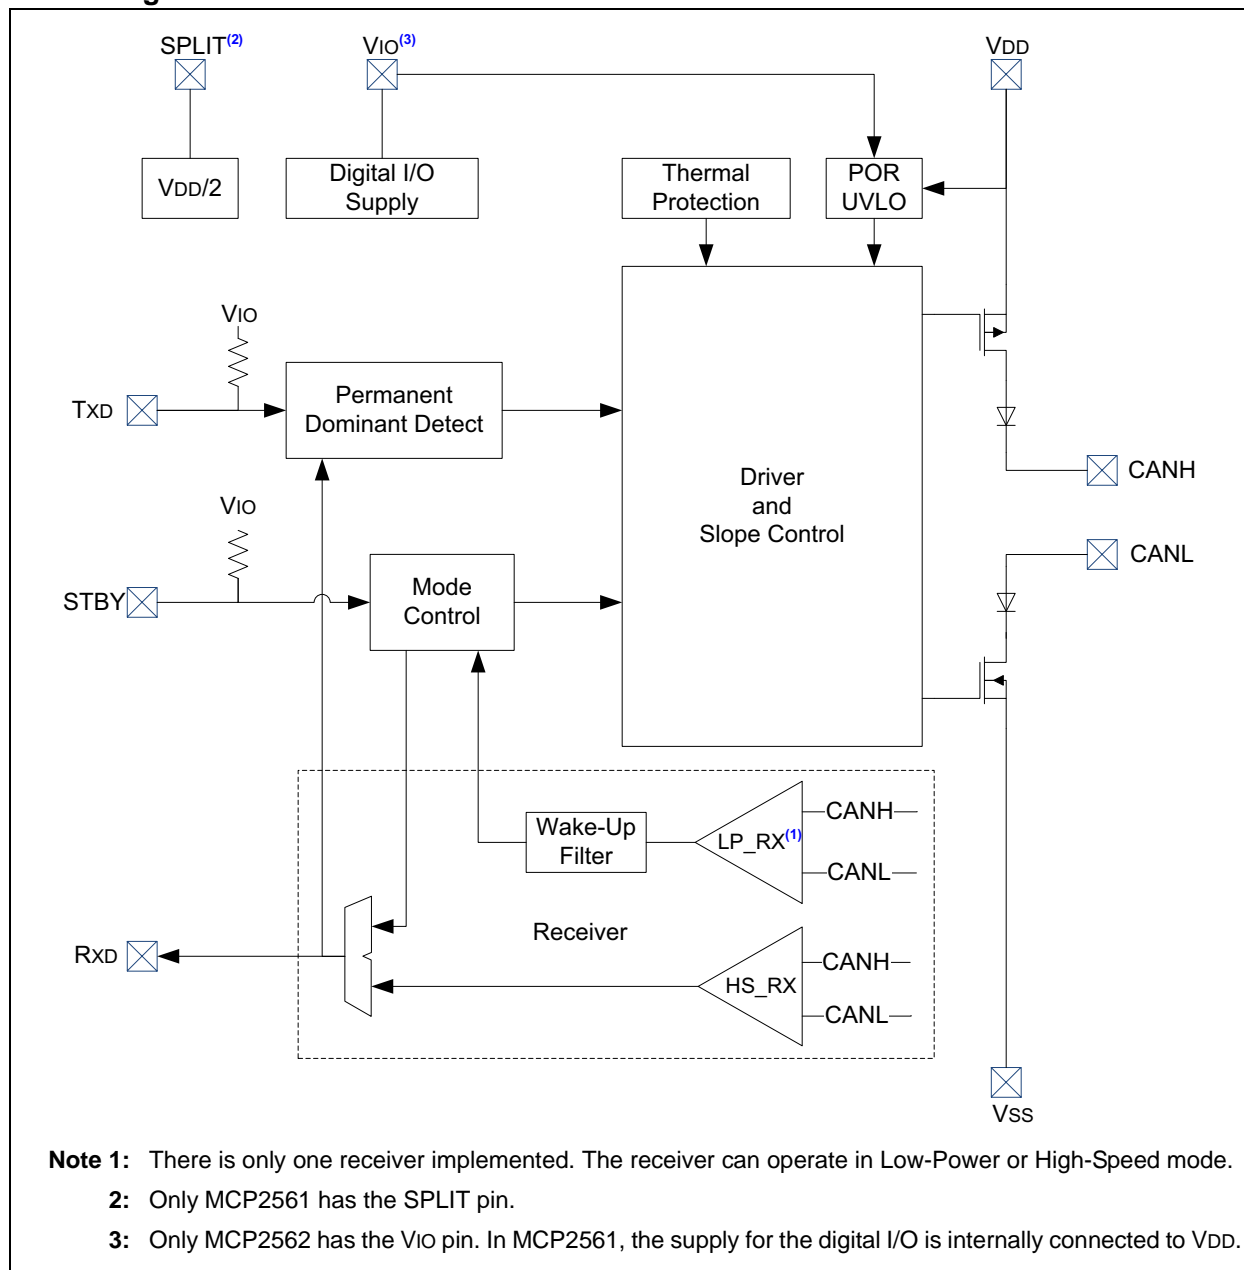 SPLIT(2)
VIO(3)
VDD
VDD/2
Digital I/O
Supply
Thermal
Protection
POR
UVLO
VIO
TXD
Permanent
Dominant Detect
Driver
and
Slope Control
CANH
VIO
STBY
Mode
Control
CANL
Wake-Up
Filter
LP_RX(1)
CANH
CANL
Receiver
RXD
HS_RX
CANH
CANL
VSS
Note 1: There is only one receiver implemented. The receiver can operate in Low-Power or High-Speed mode.
2: Only MCP2561 has the SPLIT pin.
3: Only MCP2562 has the VIO pin. In MCP2561, the supply for the digital I/O is internally connected to VDD.